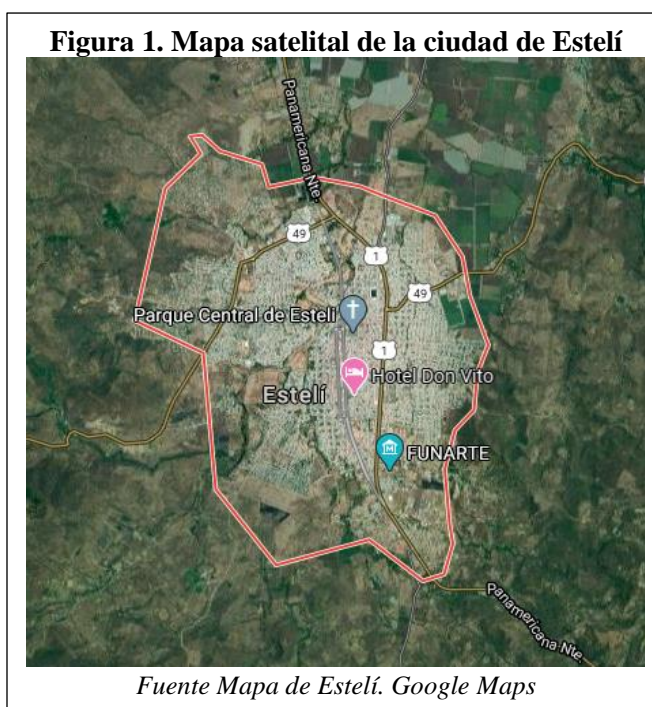 Figura 1. Mapa satelital de la ciudad de Estelí
Panamericana Nte.
49
1
49
Parque Central de Esteli
1
Hotel Don Vito
Estelí
FUNARTE
Panamericana Nte.
Fuente Mapa de Estelí. Google Maps